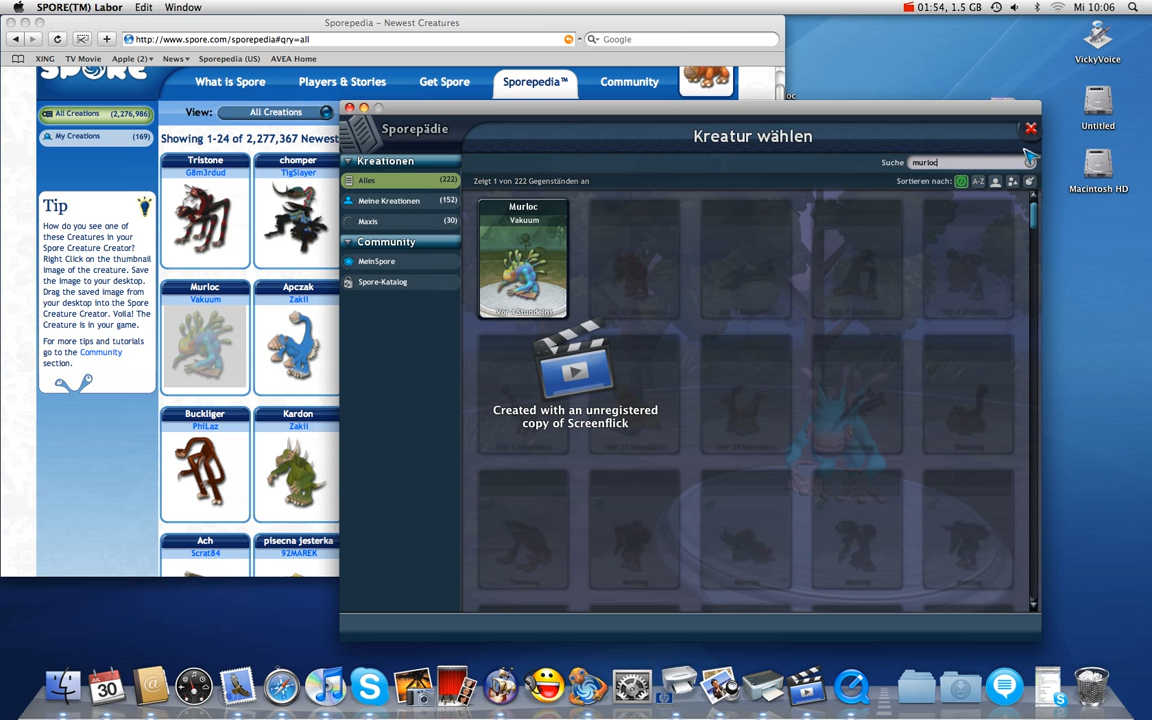 SPORE(TM) Labor Edit Window
01:54, 1.5 GB Mi 10:06
Sporepedia – Newest Creatures
http://www.spore.com/sporepedia#qry=all
Google
XING TV Movie Apple (2) News Sporepedia (US) AVEA Home
SPORE
What is Spore Players & Stories Get Spore Sporepedia™ Community
All Creations (2,276,986)
My Creations (169)
View: All Creations
Showing 1-24 of 2,277,367 Newest
Tip
How do you see one of
these Creatures in your
Spore Creature Creator?
Right Click on the thumbnail
image of the creature. Save
the image to your desktop.
Drag the saved image from
your desktop into the Spore
Creature Creator. Voila! The
Creature is in your game.
For more tips and tutorials
go to the Community
section.
Tristone
G8m3rdud
chomper
TigSlayer
Murloc
Vakuum
Apczak
Zakii
Buckliger
PhiLaz
Kardon
Zakii
Ach
Scrat84
pisecna jesterka
92MAREK
Sporepädie
Kreatur wählen
Suche murloc
Kreationen
Alles (222)
Meine Kreationen (152)
Maxis (30)
Community
MeinSpore
Spore-Katalog
Zeigt 1 von 222 Gegenständen an
Sortieren nach: A-Z
Murloc
Vakuum
Vor 4 Stunde(n)
Created with an unregistered
copy of Screenflick
oc
VickyVoice
Untitled
Macintosh HD
JUL
30